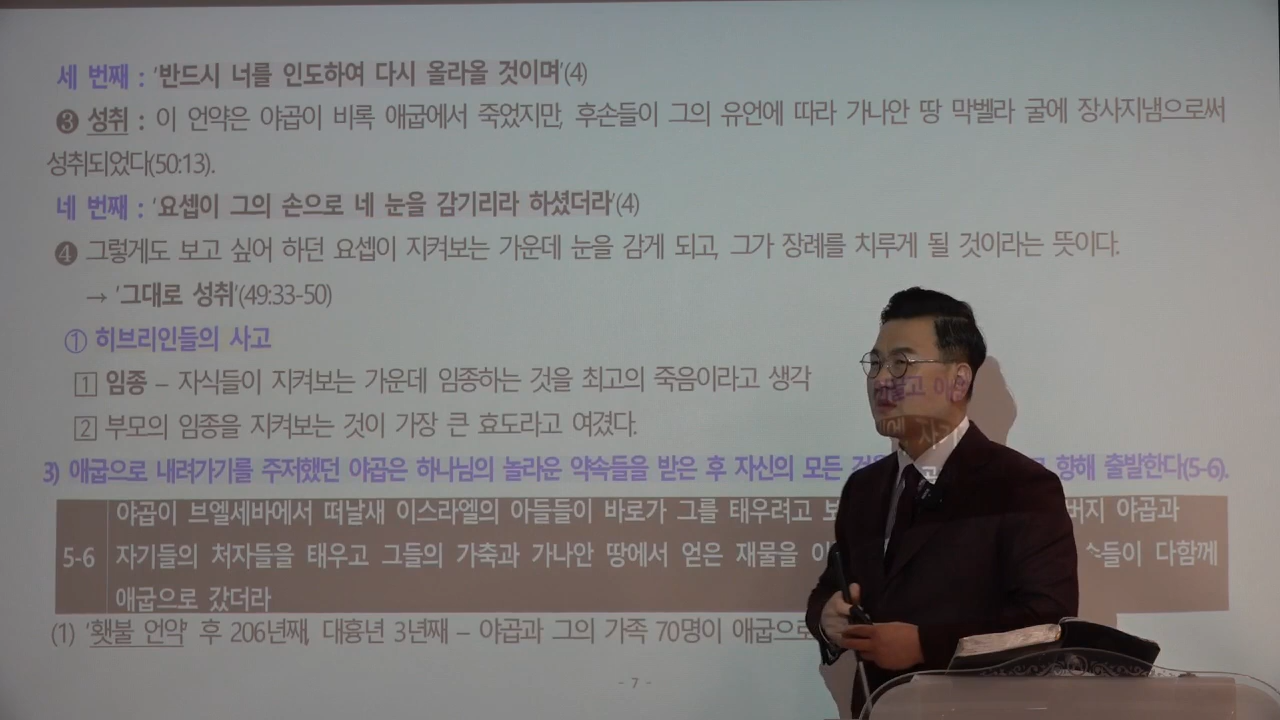 세 번째 : '반드시 너를 인도하여 다시 올라올 것이며'(4)
❸ 성취 : 이 언약은 야곱이 비록 애굽에서 죽었지만, 후손들이 그의 유언에 따라 가나안 땅 막벨라 굴에 장사지냄으로써
성취되었다(50:13).
네 번째 : '요셉이 그의 손으로 네 눈을 감기리라 하셨더라'(4)
❹ 그렇게도 보고 싶어 하던 요셉이 지켜보는 가운데 눈을 감게 되고, 그가 장례를 치루게 될 것이라는 뜻이다.
→ '그대로 성취'(49:33-50)
① 히브리인들의 사고
1 임종 – 자식들이 지켜보는 가운데 임종하는 것을 최고의 죽음이라고 생각
2 부모의 임종을 지켜보는 것이 가장 큰 효도라고 여겼다.
3) 애굽으로 내려가기를 주저했던 야곱은 하나님의 놀라운 약속들을 받은 후 자신의 모든 향해 출발한다(5-6).
야곱이 브엘세바에서 떠날새 이스라엘의 아들들이 바로가 그를 태우려고 야곱과
5-6 자기들의 처자들을 태우고 그들의 가축과 가나안 땅에서 얻은 재물을 다함께
애굽으로 갔더라
(1) '횃불 언약' 후 206년째, 대흉년 3년째 – 야곱과 그의 가족 70명이 애굽으로
- 7 -